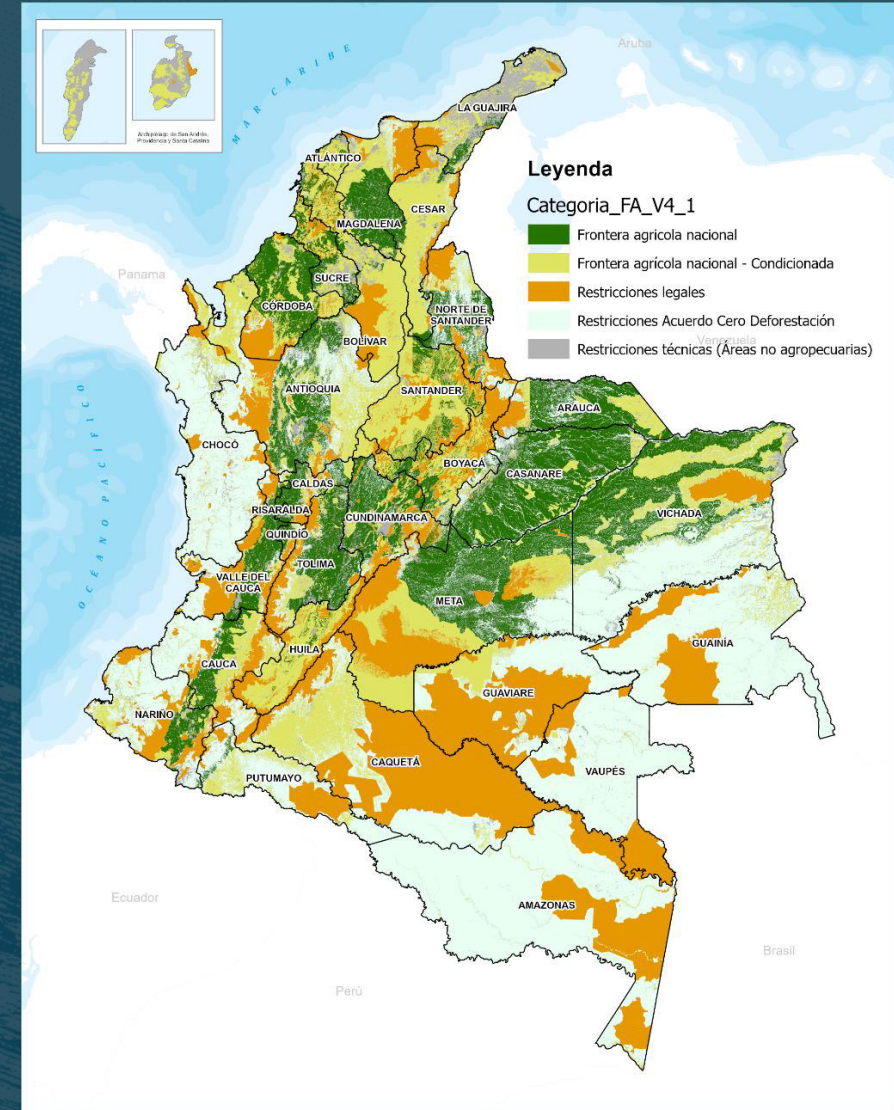 Archipiélago de San Andrés,
Providencia y Santa Catalina
MAR CARIBE
Aruba
LA GUAJIRA
ATLÁNTICO
MAGDALENA
CESAR
Leyenda
Categoria_FA_V4_1
Frontera agricola nacional
Frontera agrícola nacional - Condicionada
Restricciones legales
Restricciones Acuerdo Cero Deforestación
Restricciones técnicas (Áreas no agropecuarias)
Venezuela
Panama
SUCRE
CÓRDOBA
NORTE DE
SANTANDER
BOLÍVAR
ANTIOQUIA
SANTANDER
ARAUCA
OCÉANO PACÍFICO
CHOCÓ
BOYACÁ
CASANARE
CALDAS
RISARALDA
CUNDINAMARCA
VICHADA
QUINDÍO
TOLIMA
VALLE DEL
CAUCA
META
GUAINÍA
HUILA
CAUCA
GUAVIARE
NARIÑO
CAQUETÁ
VAUPÉS
PUTUMAYO
Ecuador
AMAZONAS
Brasil
Perú